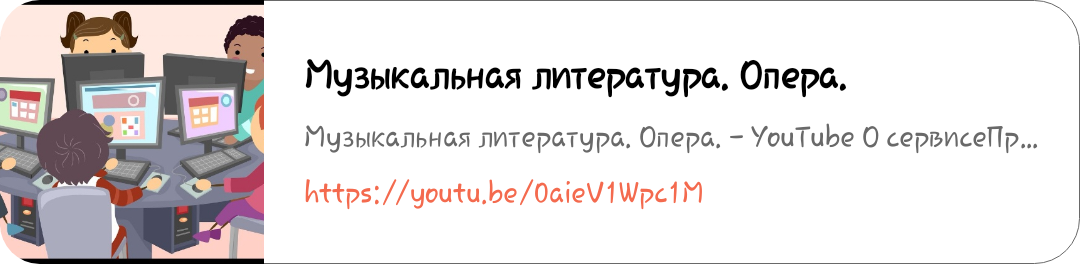 Музыкальная литература. Опера.
Музыкальная литература. Опера. - YouTube О сервисеПр...
https://youtu.be/0aieV1Wpc1M